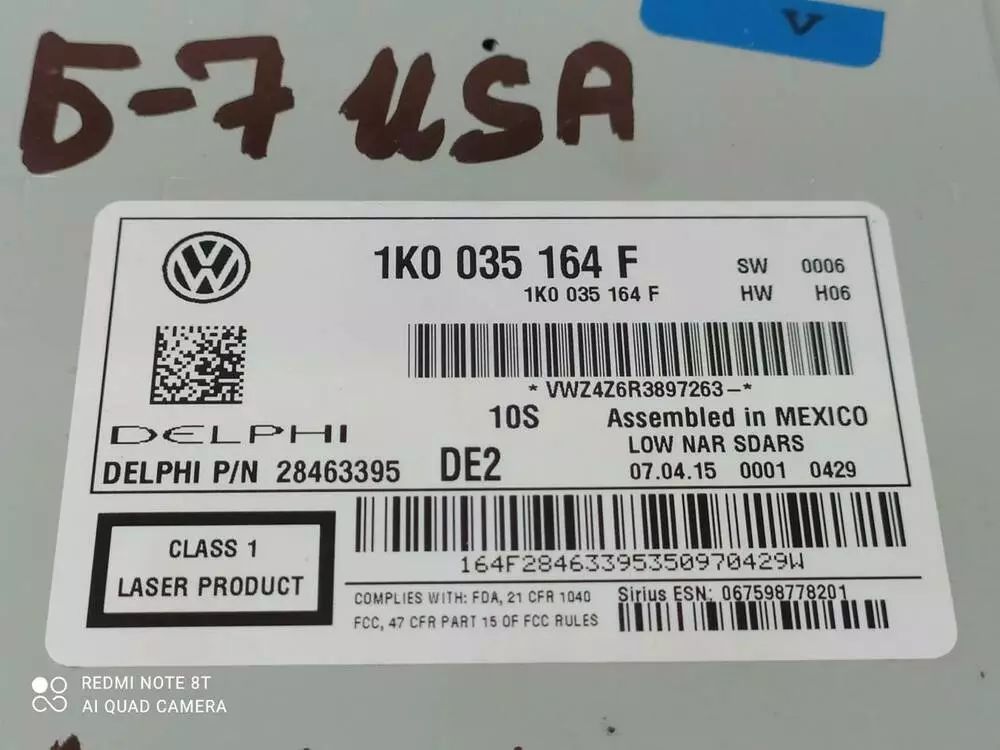 V
Б-7 USA
1K0 035 164 F
1K0 035 164 F
SW 0006
HW H06
* VWZ4Z6R3897263-*
10S
Assembled in MEXICO
LOW NAR SDARS
DELPHI
DELPHI P/N 28463395
DE2
07.04.15 0001 0429
164F28463395350970429W
CLASS 1
LASER PRODUCT
COMPLIES WITH: FDA, 21 CFR 1040
FCC, 47 CFR PART 15 OF FCC RULES
Sirius ESN: 067598778201
REDMI NOTE 8T
AI QUAD CAMERA